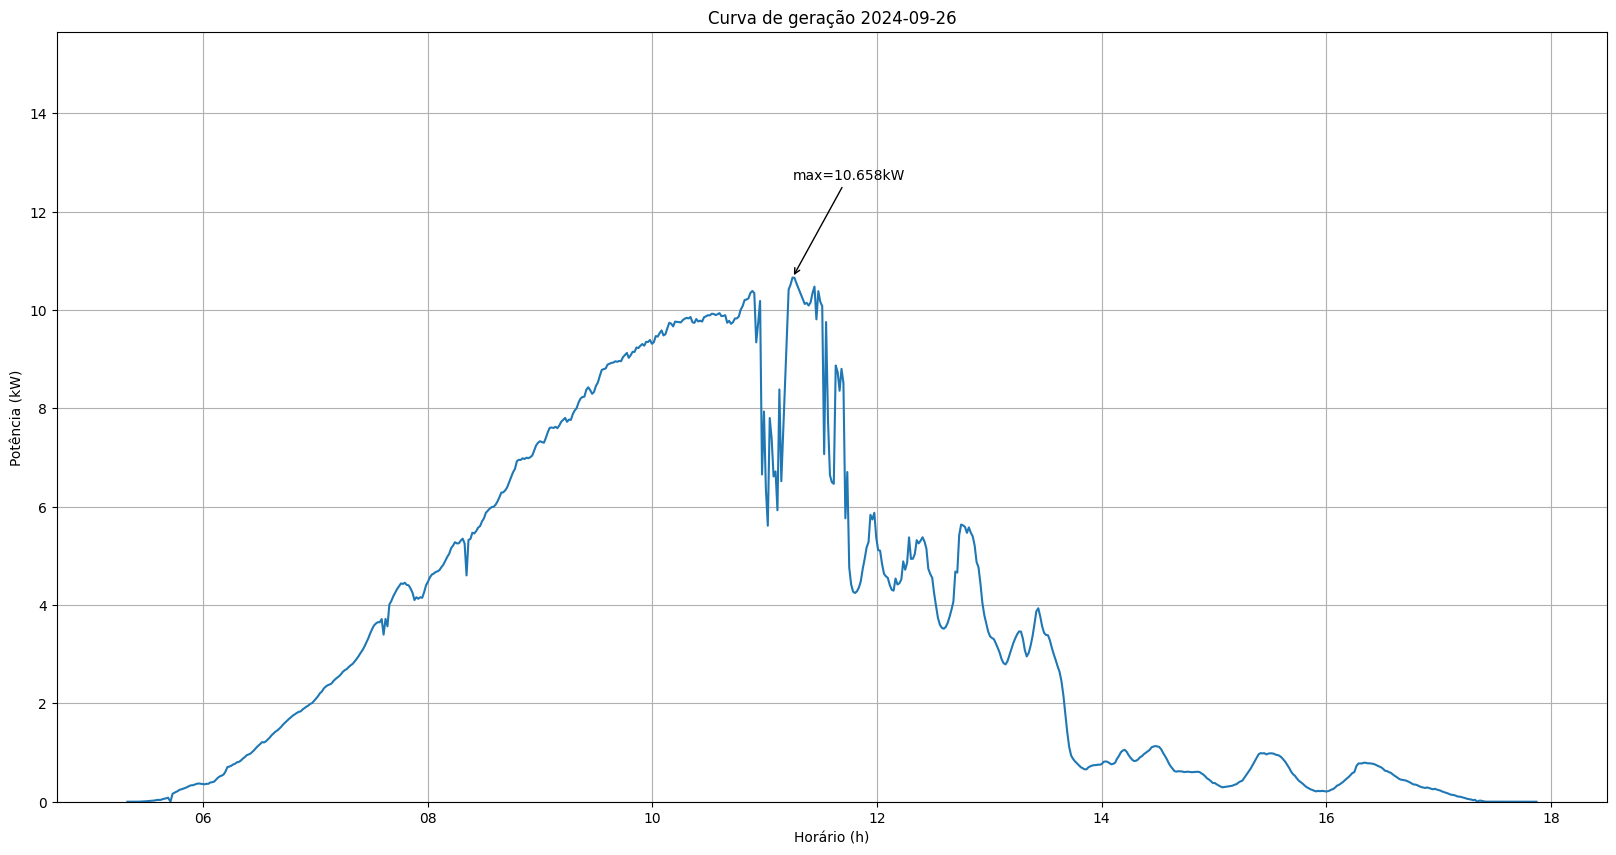 Curva de geração 2024-09-26
14
max=10.658kW
12
10
8
6
4
2
0
Potência (kW)
06 08 10 12 14 16 18
Horário (h)